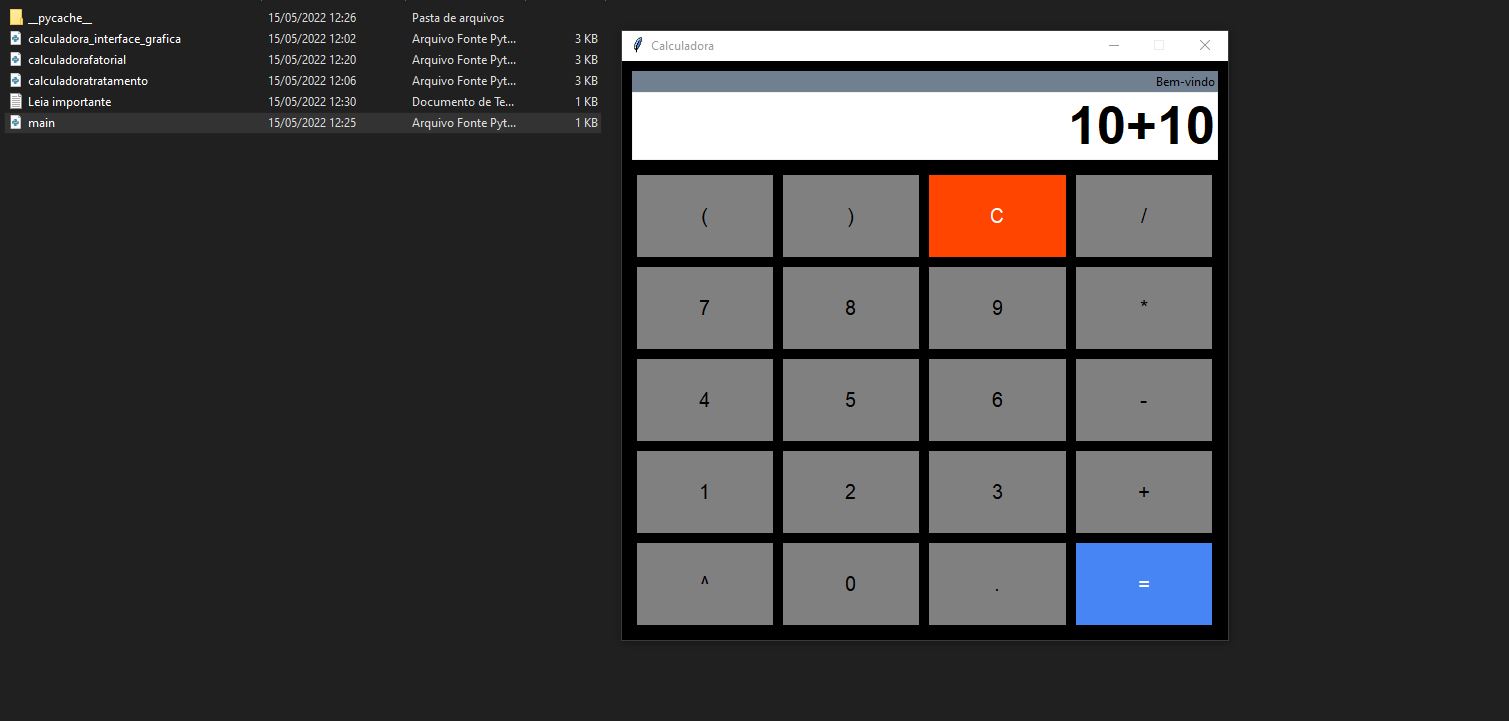 __pycache__ 15/05/2022 12:26 Pasta de arquivos
calculadora_interface_grafica 15/05/2022 12:02 Arquivo Fonte Pyt... 3 KB
calculadorafatorial 15/05/2022 12:20 Arquivo Fonte Pyt... 3 KB
calculadoratratamento 15/05/2022 12:06 Arquivo Fonte Pyt... 3 KB
Leia importante 15/05/2022 12:30 Documento de Te... 1 KB
main 15/05/2022 12:25 Arquivo Fonte Pyt... 1 KB
Calculadora
Bem-vindo
10+10
( ) C /
7 8 9 *
4 5 6 -
1 2 3 +
^ 0 . =